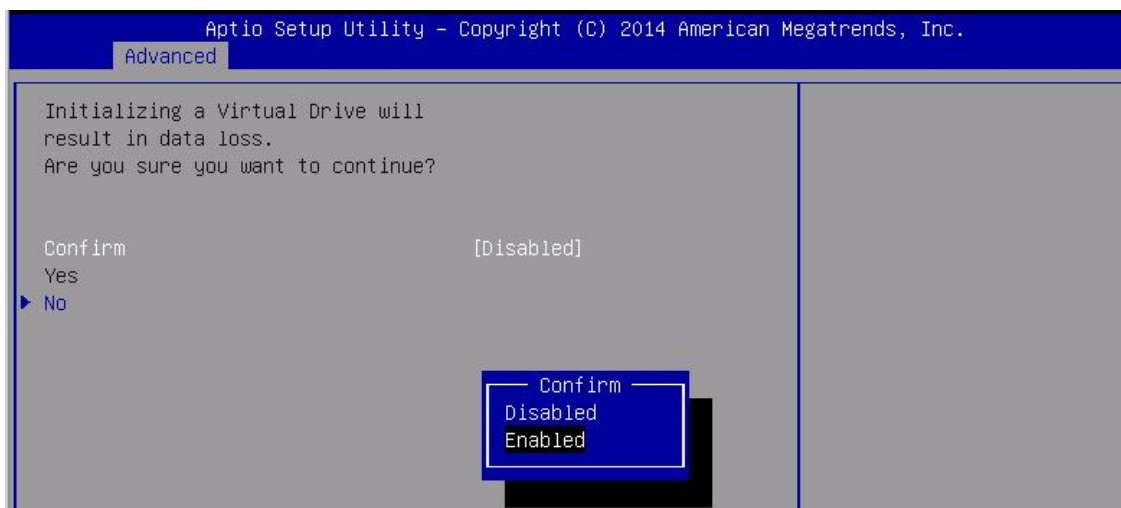 Aptio Setup Utility – Copyright (C) 2014 American Megatrends, Inc.
Advanced
Initializing a Virtual Drive will
result in data loss.
Are you sure you want to continue?
Confirm [Disabled]
Yes
No
Confirm
Disabled
Enabled